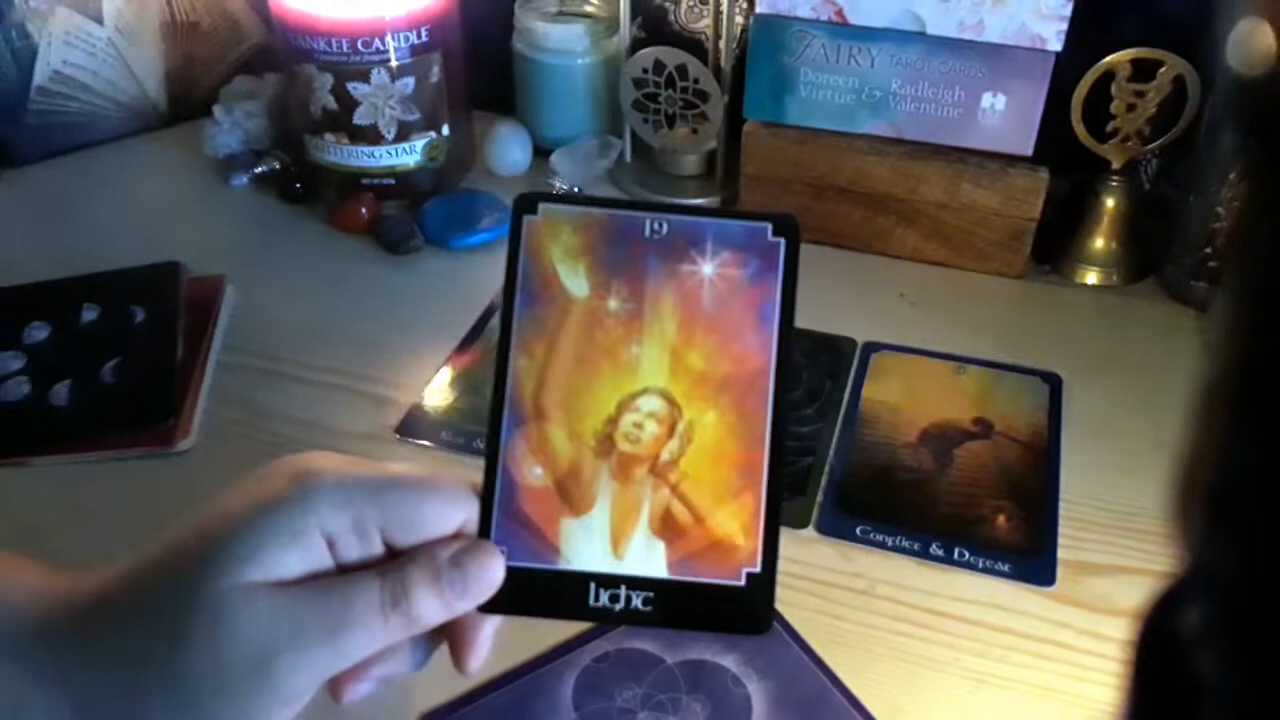 YANKEE CANDLE
GLITTERING STAR
FAIRY TAROT CARDS
Doreen Radleigh
Virtue & Valentine
19
Light
Conflict & Defeat